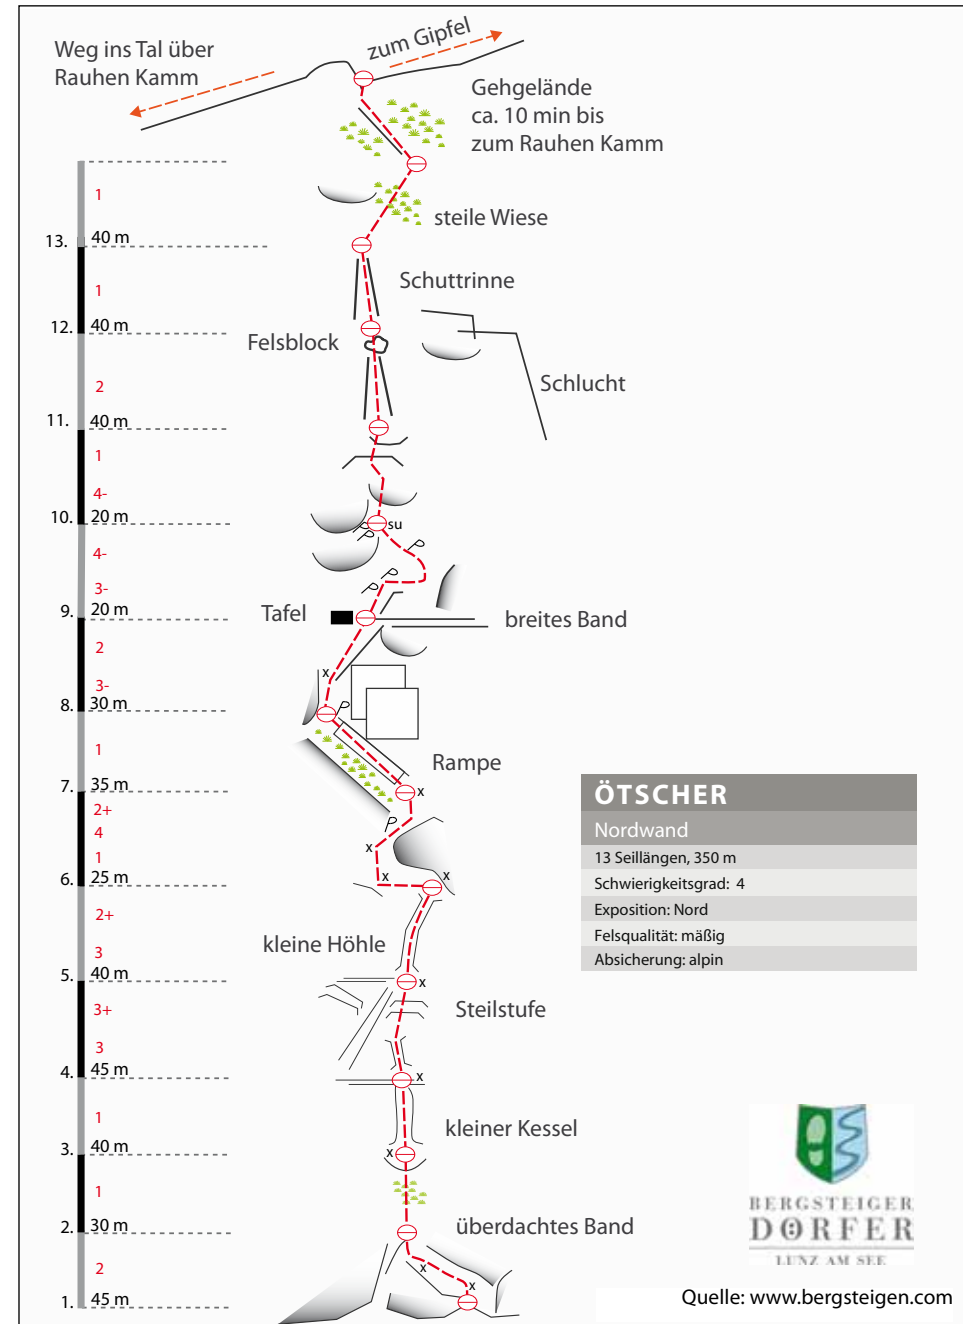 Weg ins Tal über
Rauhen Kamm
zum Gipfel
Gehgelände
ca. 10 min bis
zum Rauhen Kamm
1
steile Wiese
13. 40 m
Schuttrinne
1
12. 40 m
Felsblock
Schlucht
2
11. 40 m
1
4-
10. 20 m
su
4-
3-
9. 20 m
Tafel
breites Band
2
x
3-
8. 30 m
1
Rampe
7. 35 m
x
2+
4
x
1
x
x
6. 25 m
2+
kleine Höhle
3
5. 40 m
x
3+
Steilstufe
3
4. 45 m
x
1
kleiner Kessel
3. 40 m
x
1
2. 30 m
überdachtes Band
2
x
x
1. 45 m
ÖTSCHER
Nordwand
13 Seillängen, 350 m
Schwierigkeitsgrad: 4
Exposition: Nord
Felsqualität: mäßig
Absicherung: alpin
BERGSTEIGER
DÖRFER
LUNZ AM SEE
Quelle: www.bergsteigen.com